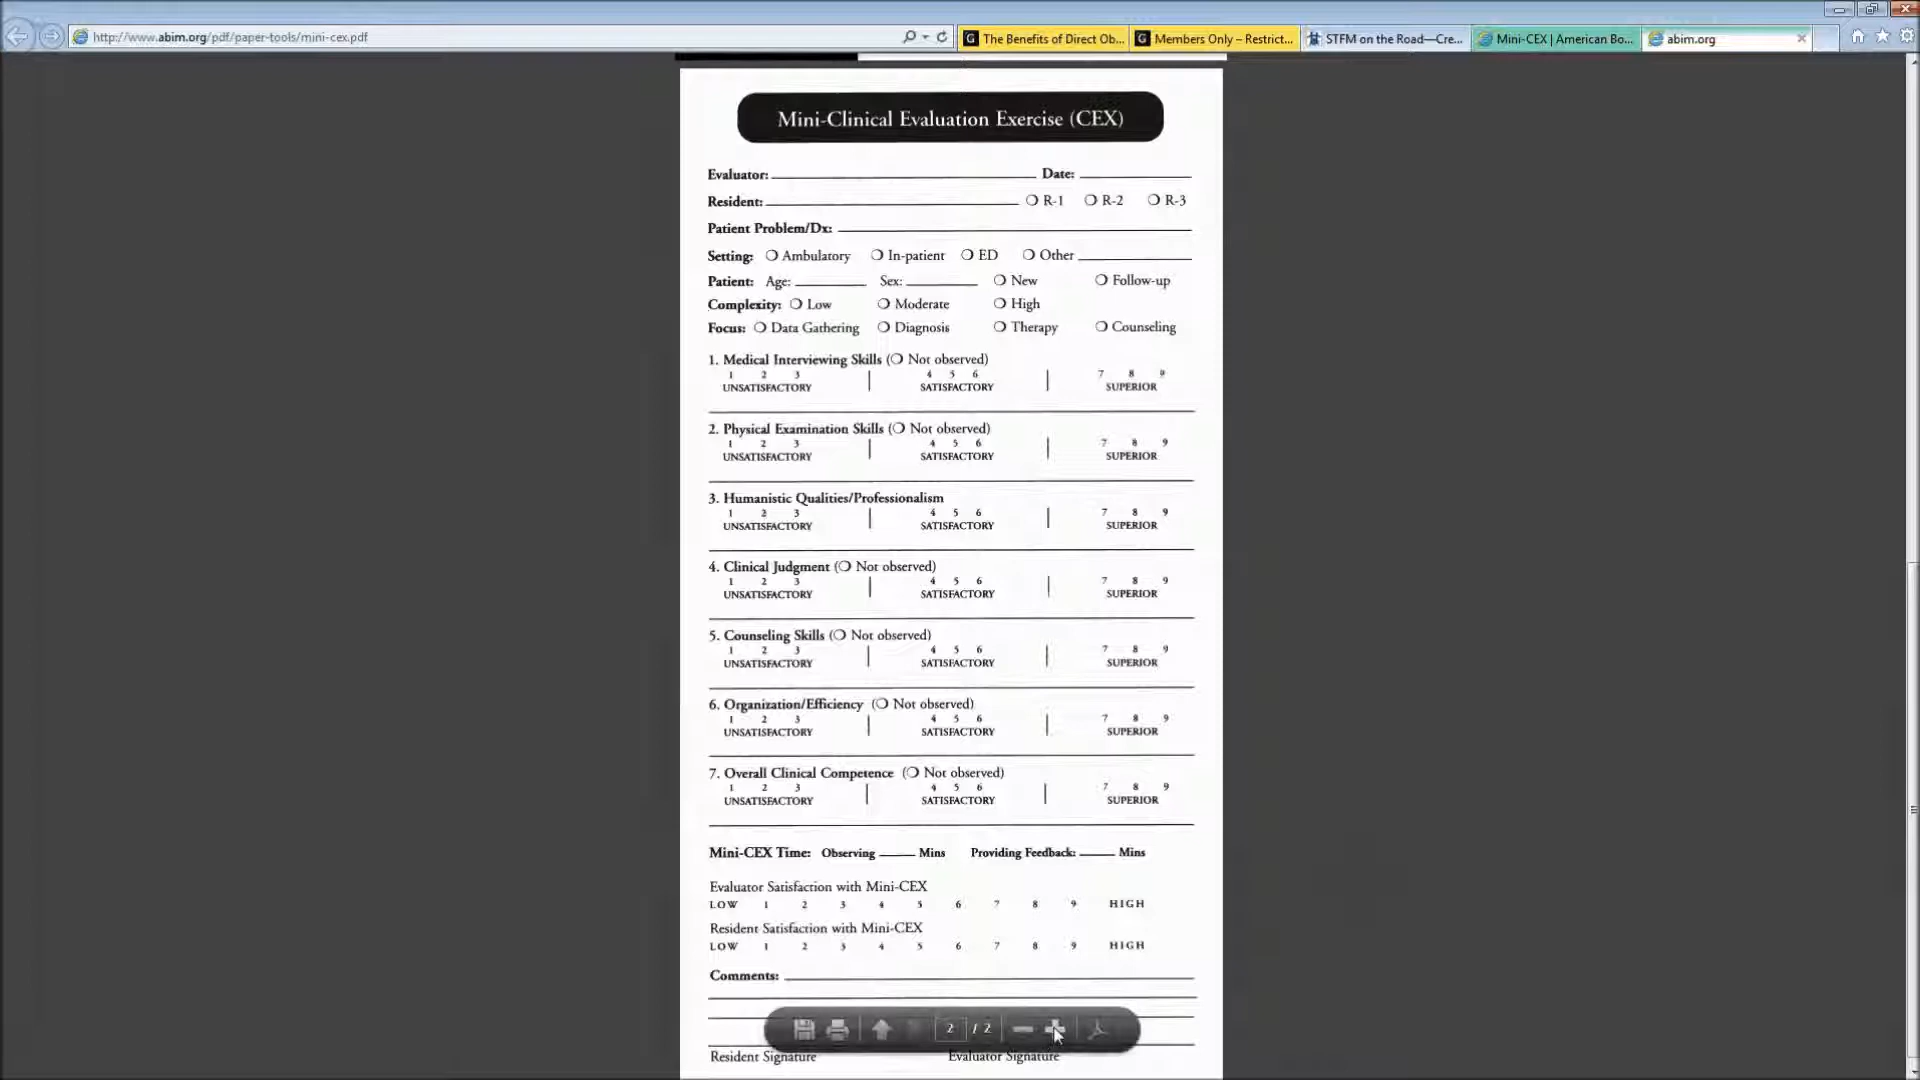 http://www.abim.org/pdf/paper-tools/mini-cex.pdf
The Benefits of Direct Ob...
Members Only – Restrict...
STFM on the Road—Cre...
Mini-CEX | American Bo...
abim.org
Mini-Clinical Evaluation Exercise (CEX)
Evaluator: Date:
Resident: R-1 R-2 R-3
Patient Problem/Dx:
Setting: Ambulatory In-patient ED Other
Patient: Age: Sex: New Follow-up
Complexity: Low Moderate High
Focus: Data Gathering Diagnosis Therapy Counseling
1. Medical Interviewing Skills ( Not observed)
1 2 3 4 5 6 7 8 9
UNSATISFACTORY SATISFACTORY SUPERIOR
2. Physical Examination Skills ( Not observed)
1 2 3 4 5 6 7 8 9
UNSATISFACTORY SATISFACTORY SUPERIOR
3. Humanistic Qualities/Professionalism
1 2 3 4 5 6 7 8 9
UNSATISFACTORY SATISFACTORY SUPERIOR
4. Clinical Judgment ( Not observed)
1 2 3 4 5 6 7 8 9
UNSATISFACTORY SATISFACTORY SUPERIOR
5. Counseling Skills ( Not observed)
1 2 3 4 5 6 7 8 9
UNSATISFACTORY SATISFACTORY SUPERIOR
6. Organization/Efficiency ( Not observed)
1 2 3 4 5 6 7 8 9
UNSATISFACTORY SATISFACTORY SUPERIOR
7. Overall Clinical Competence ( Not observed)
1 2 3 4 5 6 7 8 9
UNSATISFACTORY SATISFACTORY SUPERIOR
Mini-CEX Time: Observing Mins Providing Feedback: Mins
Evaluator Satisfaction with Mini-CEX
LOW 1 2 3 4 5 6 7 8 9 HIGH
Resident Satisfaction with Mini-CEX
LOW 1 2 3 4 5 6 7 8 9 HIGH
Comments:
2 / 2
Resident Signature Evaluator Signature